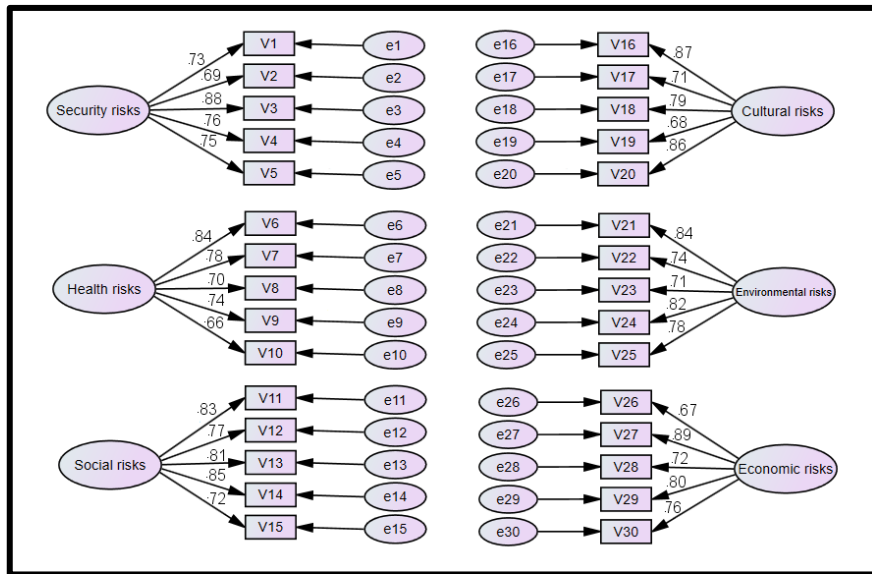 .73 V1 e1
.69 V2 e2
Security risks .88 V3 e3
.76 V4 e4
.75 V5 e5
e16 V16 .87
e17 V17 .71
e18 V18 .79 Cultural risks
e19 V19 .68
e20 V20 .86
.84 V6 e6
.78 V7 e7
Health risks .70 V8 e8
.74 V9 e9
.66 V10 e10
e21 V21 .84
e22 V22 .74
e23 V23 .71 Environmental risks
e24 V24 .82
e25 V25 .78
.83 V11 e11
.77 V12 e12
Social risks .81 V13 e13
.85 V14 e14
.72 V15 e15
e26 V26 .67
e27 V27 .89
e28 V28 .72 Economic risks
e29 V29 .80
e30 V30 .76